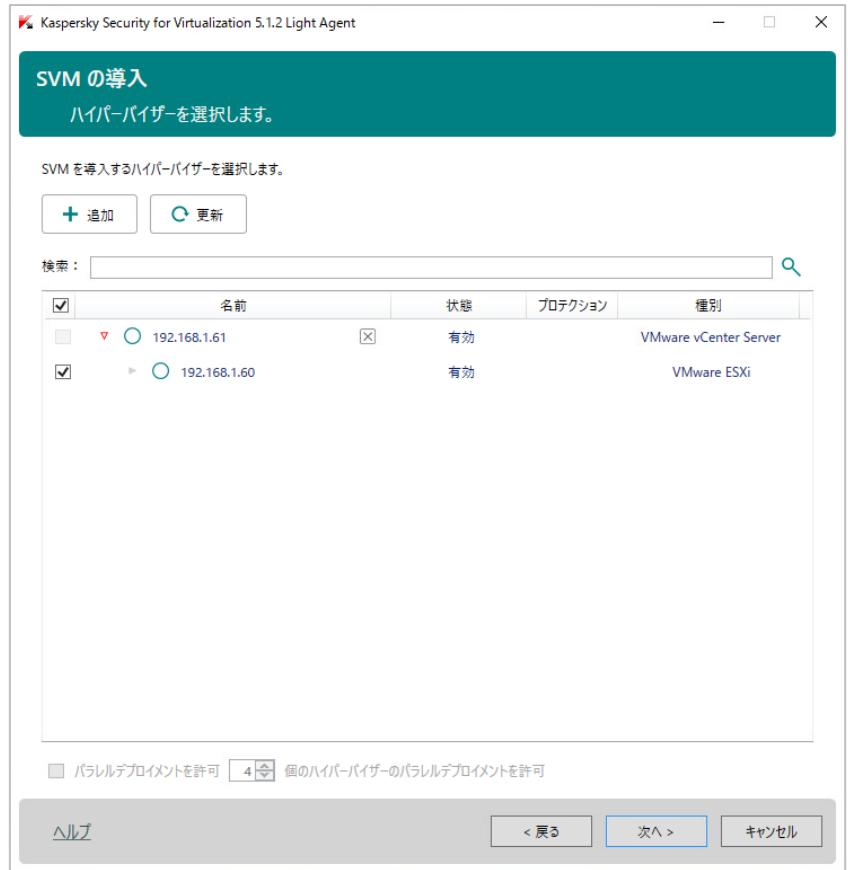 Kaspersky Security for Virtualization 5.1.2 Light Agent
SVM の導入
ハイパーバイザーを選択します。
SVM を導入するハイパーバイザーを選択します。
追加 更新
検索：
名前 状態 プロテクション 種別
192.168.1.61 有効 VMware vCenter Server
192.168.1.60 有効 VMware ESXi
パラレルデプロイメントを許可 4 個のハイパーバイザーのパラレルデプロイメントを許可
ヘルプ < 戻る 次へ > キャンセル